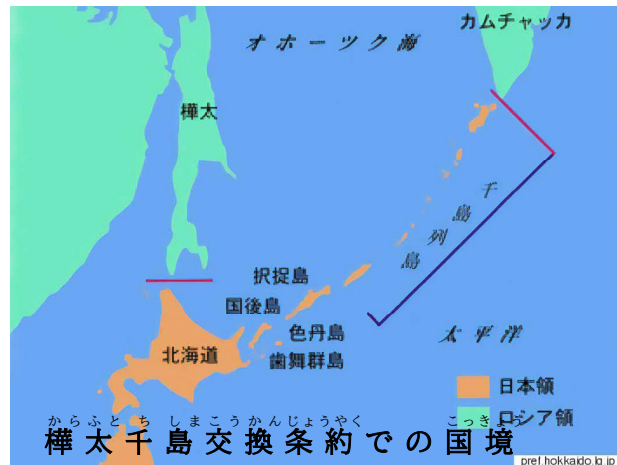 カムチャッカ
オホーツク海
樺太
千島列島
択捉島
国後島
色丹島
太平洋
北海道
歯舞群島
日本領
ロシア領
からふとちしまこうかんじょうやく こっきょう
樺太千島交換条約での国境
pref.hokkaido.lg.jp